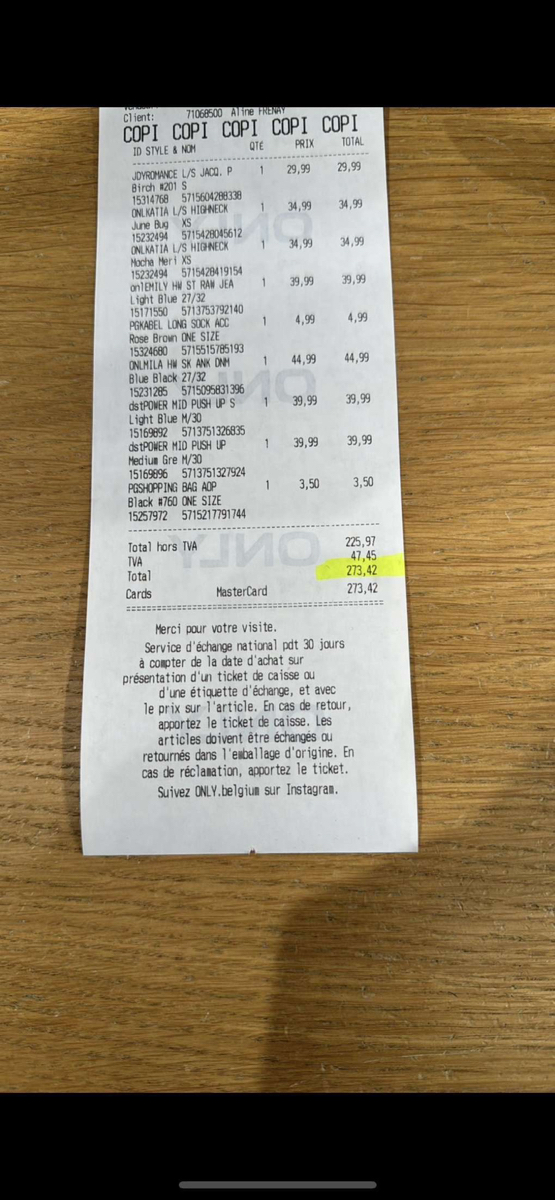 Client: 71068500 Aline FRENAY
COPI COPI COPI COPI COPI
ID STYLE & NOM QTE PRIX TOTAL
JDYROMANCE L/S JACQ. P 1 29,99 29,99
Birch #201 S
15314768 5715604288338
ONLKATIA L/S HIGHNECK 1 34,99 34,99
June Bug XS
15232494 5715428045612
ONLKATIA L/S HIGHNECK 1 34,99 34,99
Mocha Meri XS
15232494 5715428419154
onlEMILY HW ST RAW JEA 1 39,99 39,99
Light Blue 27/32
15171550 5713753792140
PGKABEL LONG SOCK ACC 1 4,99 4,99
Rose Brown ONE SIZE
15324680 5715515785193
ONLMILA HW SK ANK DNM 1 44,99 44,99
Blue Black 27/32
15231285 5715095831396
dstPOWER MID PUSH UP S 1 39,99 39,99
Light Blue M/30
15169892 5713751326835
dstPOWER MID PUSH UP 1 39,99 39,99
Medium Gre M/30
15169896 5713751327924
PGSHOPPING BAG AOP 1 3,50 3,50
Black #760 ONE SIZE
15257972 5715217791744
Total hors TVA 225,97
TVA 47,45
Total 273,42
Cards MasterCard 273,42
Merci pour votre visite.
Service d'échange national pdt 30 jours
à compter de la date d'achat sur
présentation d'un ticket de caisse ou
d'une étiquette d'échange, et avec
le prix sur l'article. En cas de retour,
apportez le ticket de caisse. Les
articles doivent être échangés ou
retournés dans l'emballage d'origine. En
cas de réclamation, apportez le ticket.
Suivez ONLY.belgium sur Instagram.